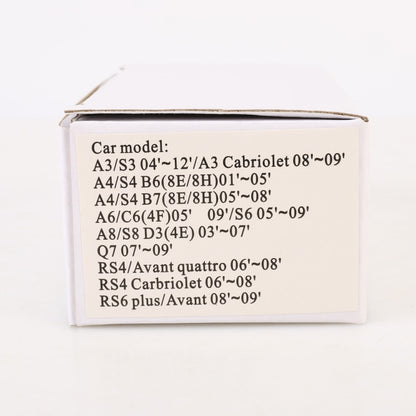 Car model:
A3/S3 04'~12'/A3 Cabriolet 08'~09'
A4/S4 B6(8E/8H)01'~05'
A4/S4 B7(8E/8H)05'~08'
A6/C6(4F)05' 09'/S6 05'~09'
A8/S8 D3(4E) 03'~07'
Q7 07'~09'
RS4/Avant quattro 06'~08'
RS4 Carbriolet 06'~08'
RS6 plus/Avant 08'~09'